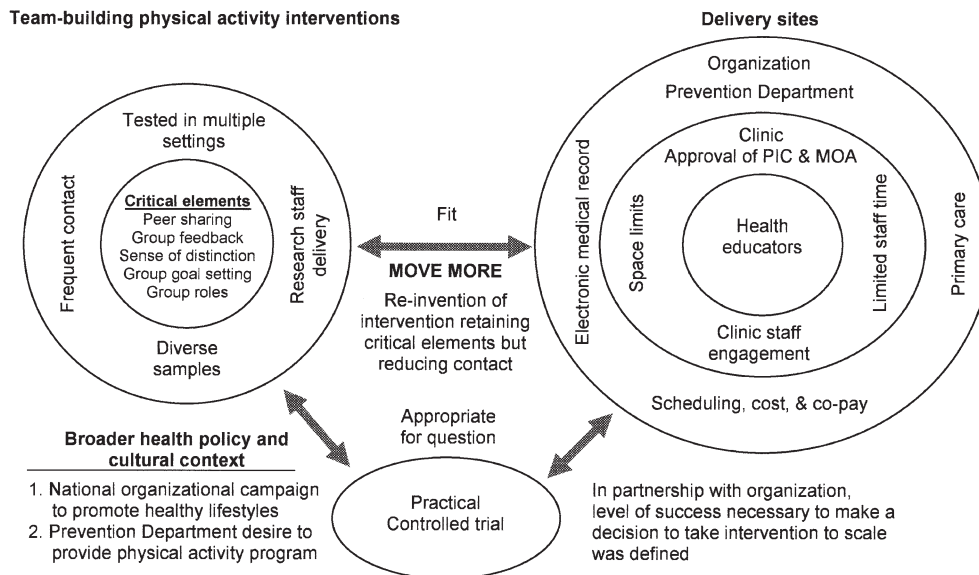 Team-building physical activity interventions
Delivery sites
Tested in multiple
settings
Frequent contact
Critical elements
Peer sharing
Group feedback
Sense of distinction
Group goal setting
Group roles
Research staff
delivery
Diverse
samples
Fit
MOVE MORE
Re-invention of
intervention retaining
critical elements but
reducing contact
Organization
Prevention Department
Electronic medical record
Clinic
Approval of PIC & MOA
Space limits
Health
educators
Limited staff time
Primary care
Clinic staff
engagement
Scheduling, cost, & co-pay
Appropriate
for question
Practical
Controlled trial
Broader health policy and
cultural context
1. National organizational campaign
to promote healthy lifestyles
2. Prevention Department desire to
provide physical activity program
In partnership with organization,
level of success necessary to make a
decision to take intervention to scale
was defined